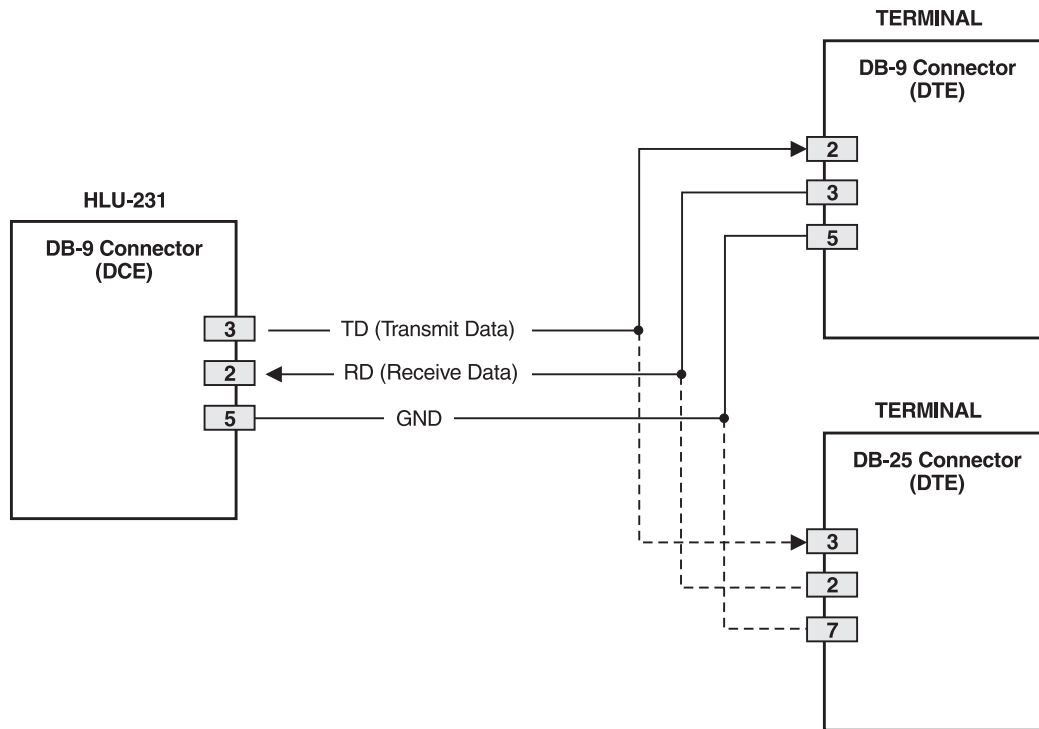 TERMINAL
DB-9 Connector
(DTE)
2
3
5
HLU-231
DB-9 Connector
(DCE)
3
TD (Transmit Data)
2
RD (Receive Data)
5
GND
TERMINAL
DB-25 Connector
(DTE)
3
2
7